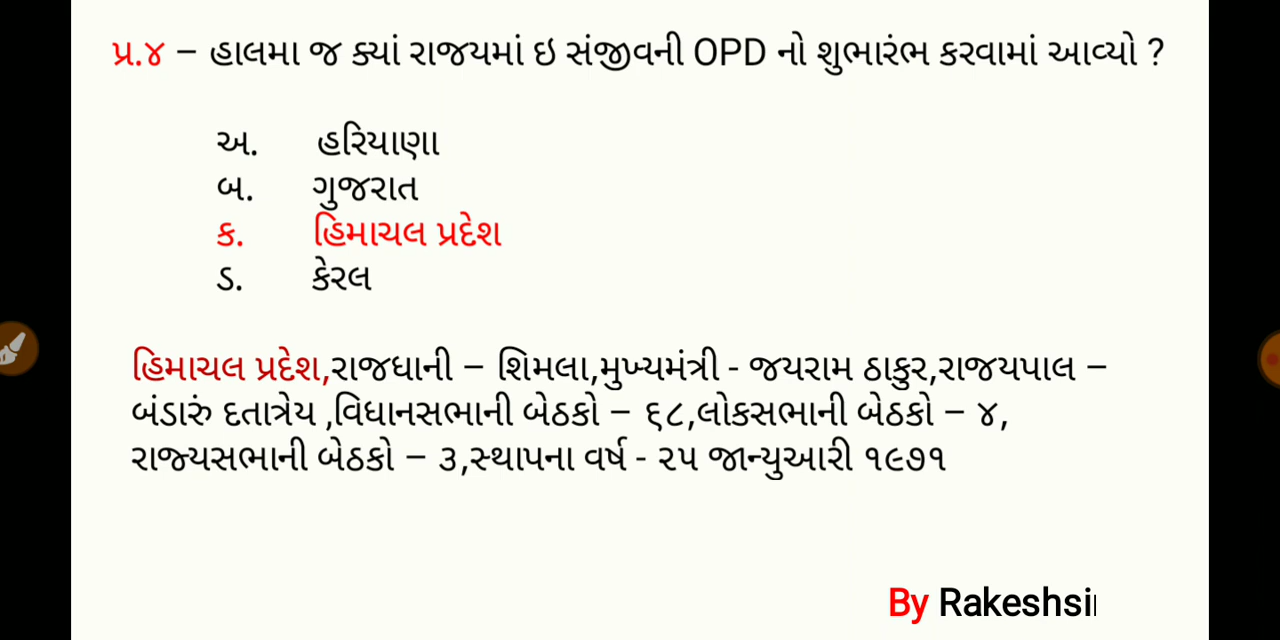 પ્ર.૪ – હાલમા જ ક્યાં રાજયમાં ઇ સંજીવની OPD નો શુભારંભ કરવામાં આવ્યો ?
અ. હરિયાણા
બ. ગુજરાત
ક. હિમાચલ પ્રદેશ
ડ. કેરલ
હિમાચલ પ્રદેશ,રાજધાની – શિમલા,મુખ્યમંત્રી - જયરામ ઠાકુર,રાજયપાલ –
બંડારું દતાત્રેય ,વિધાનસભાની બેઠકો – ૬૮,લોકસભાની બેઠકો – ૪,
રાજ્યસભાની બેઠકો – ૩,સ્થાપના વર્ષ - ૨૫ જાન્યુઆરી ૧૯૭૧
By Rakeshsi